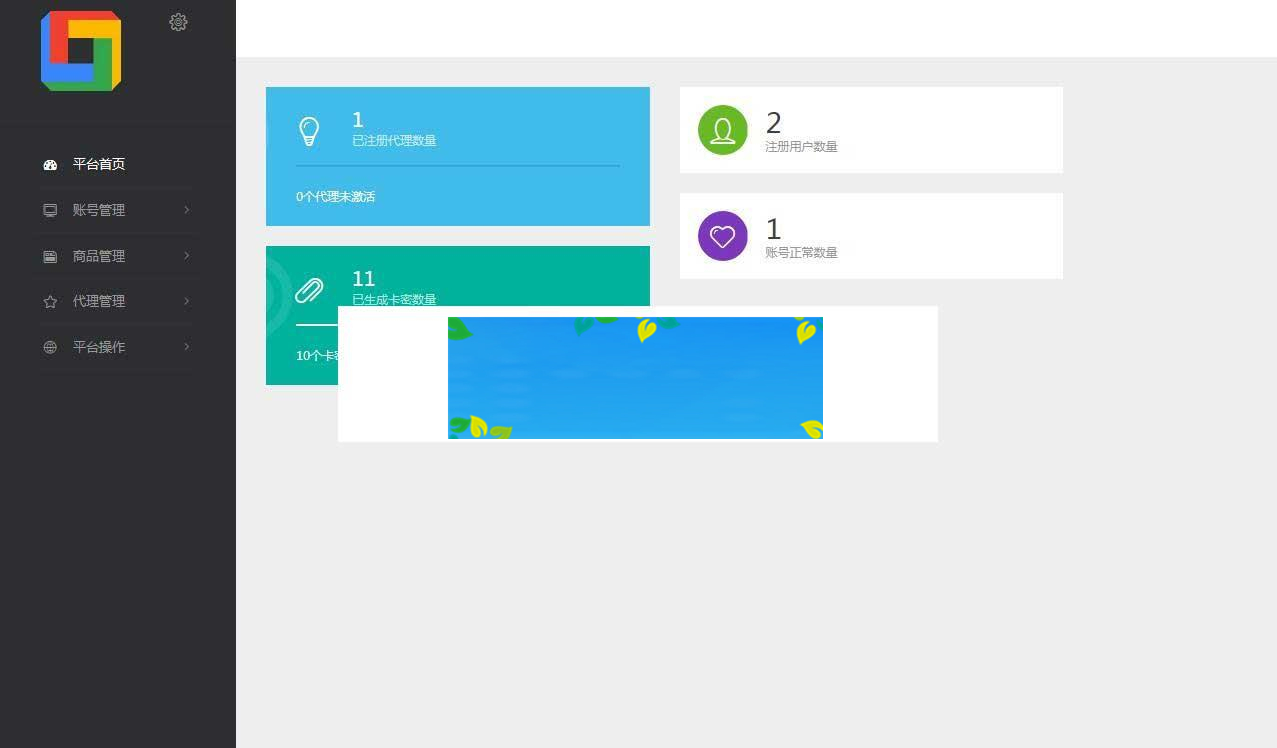 平台首页
账号管理
商品管理
代理管理
平台操作
1
已注册代理数量
0个代理未激活
11
已生成卡密数量
10个卡
2
注册用户数量
1
账号正常数量